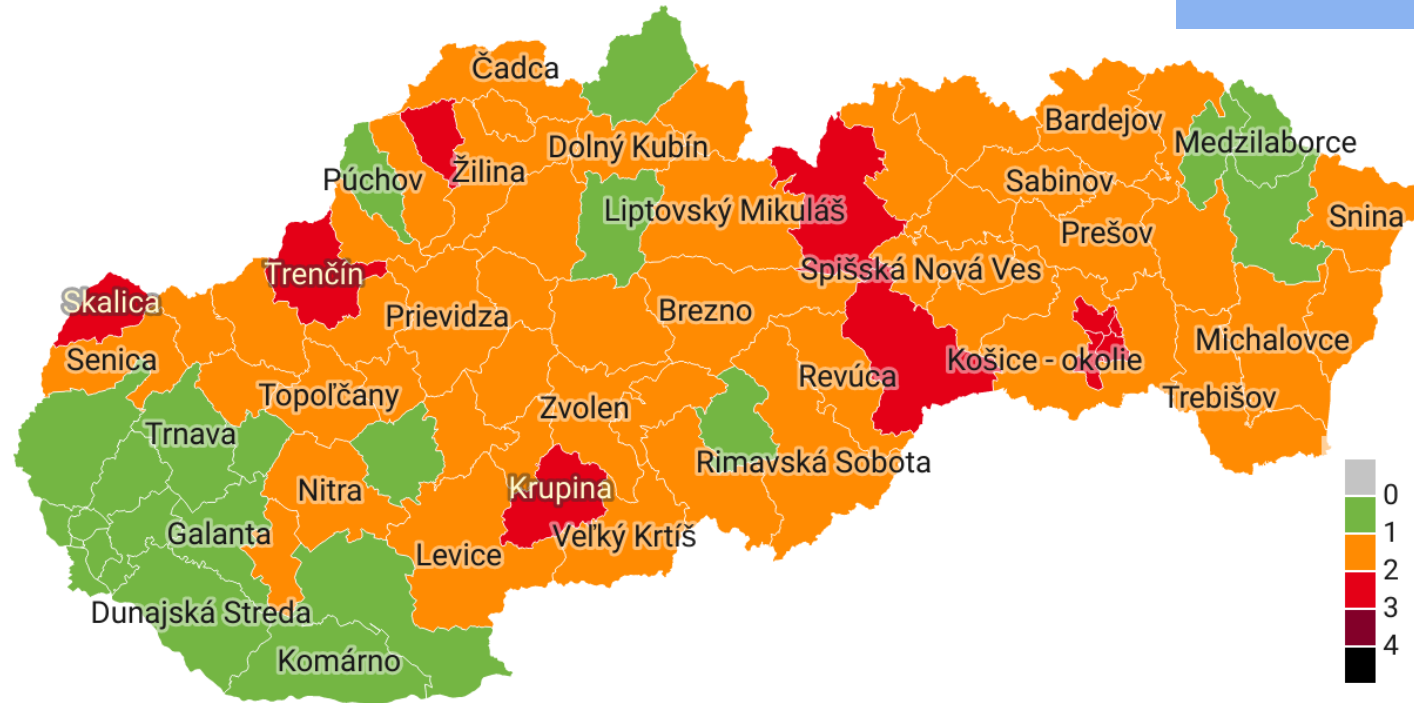 Čadca
Bardejov
Medzilaborce
Dolný Kubín
Žilina
Púchov
Sabinov
Liptovský Mikuláš
Snina
Prešov
Spišská Nová Ves
Trenčín
Skalica
Brezno
Prievidza
Michalovce
Senica
Košice - okolie
Revúca
Topoľčany
Trebišov
Zvolen
Trnava
Rimavská Sobota
Nitra
Krupina
Galanta
Veľký Krtíš
Levice
Dunajská Streda
Komárno
0
1
2
3
4